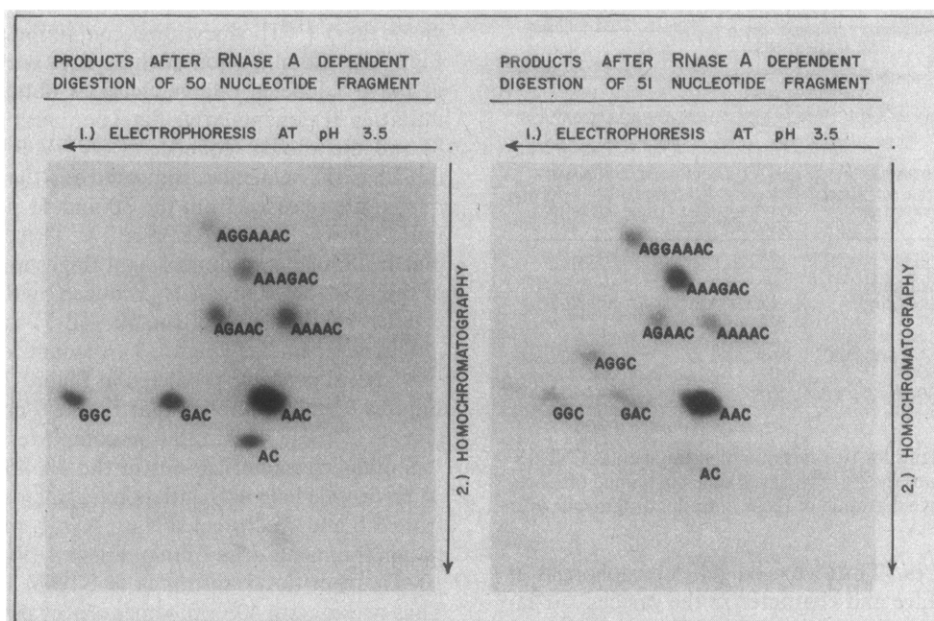 PRODUCTS AFTER RNase A DEPENDENT
DIGESTION OF 50 NUCLEOTIDE FRAGMENT
1.) ELECTROPHORESIS AT pH 3.5
AGGAAAC
AAAGAC
AGAAC
AAAAC
GGC
GAC
AAC
AC
2.) HOMOCHROMATOGRAPHY
PRODUCTS AFTER RNase A DEPENDENT
DIGESTION OF 51 NUCLEOTIDE FRAGMENT
1.) ELECTROPHORESIS AT pH 3.5
AGGAAAC
AAAGAC
AGAAC
AAAAC
AGGC
GGC
GAC
AAC
AC
2.) HOMOCHROMATOGRAPHY